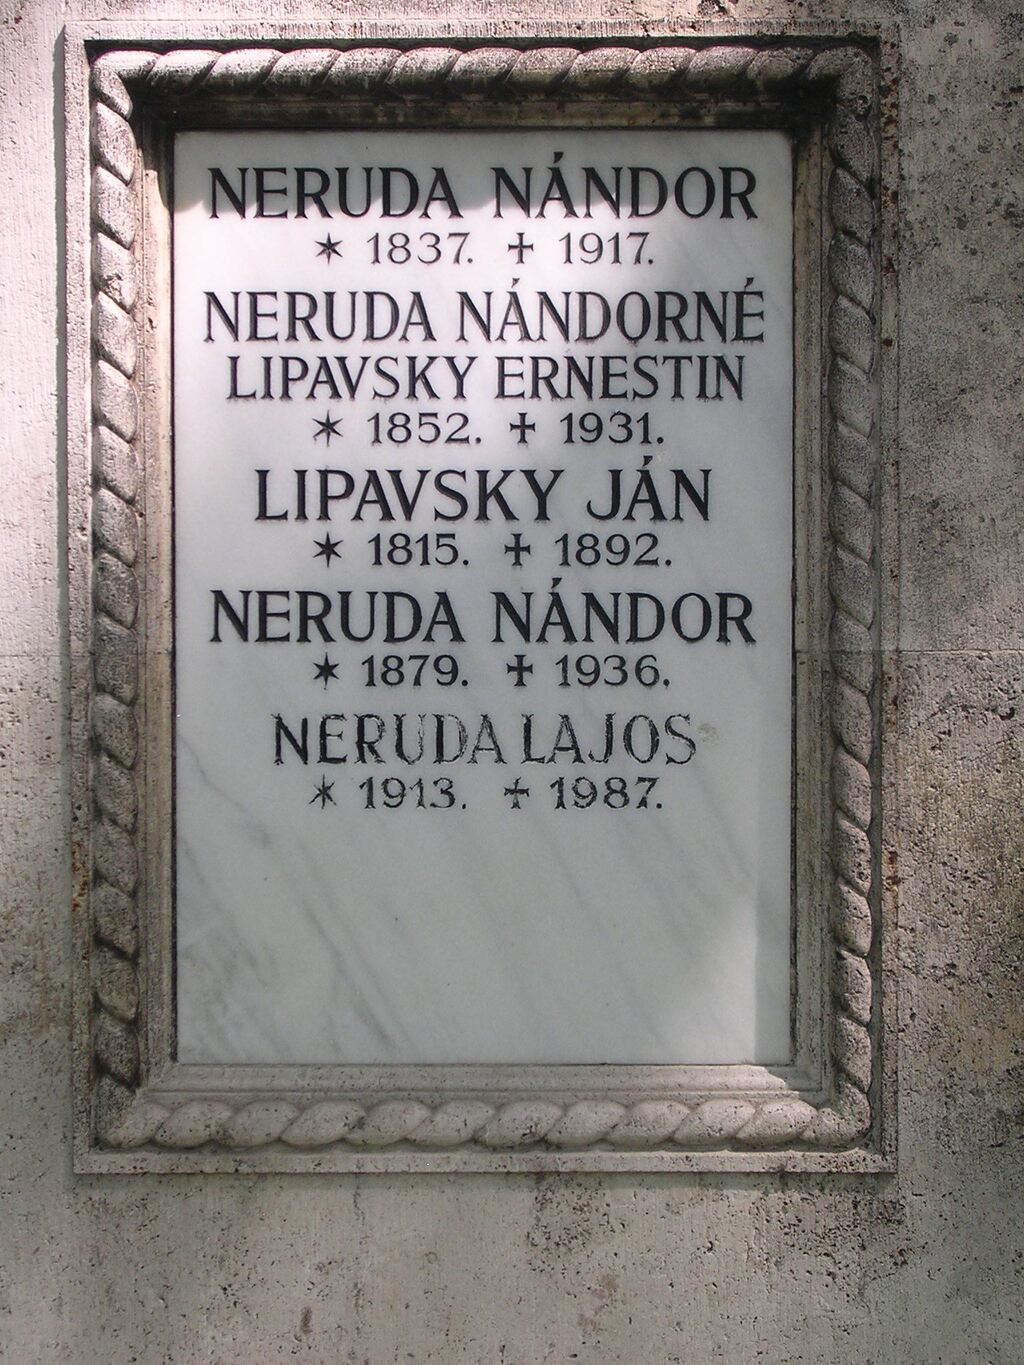 NERUDA NÁNDOR
* 1837. ✝ 1917.
NERUDA NÁNDORNÉ
LIPAVSKY ERNESTIN
* 1852. ✝ 1931.
LIPAVSKY JÁN
* 1815. ✝ 1892.
NERUDA NÁNDOR
* 1879. ✝ 1936.
NERUDA LAJOS
* 1913. ✝ 1987.